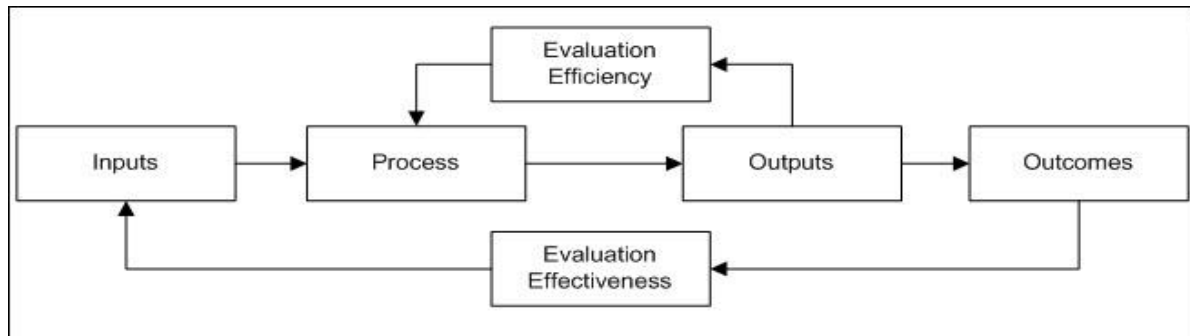 Evaluation
Efficiency
Inputs
Process
Outputs
Outcomes
Evaluation
Effectiveness